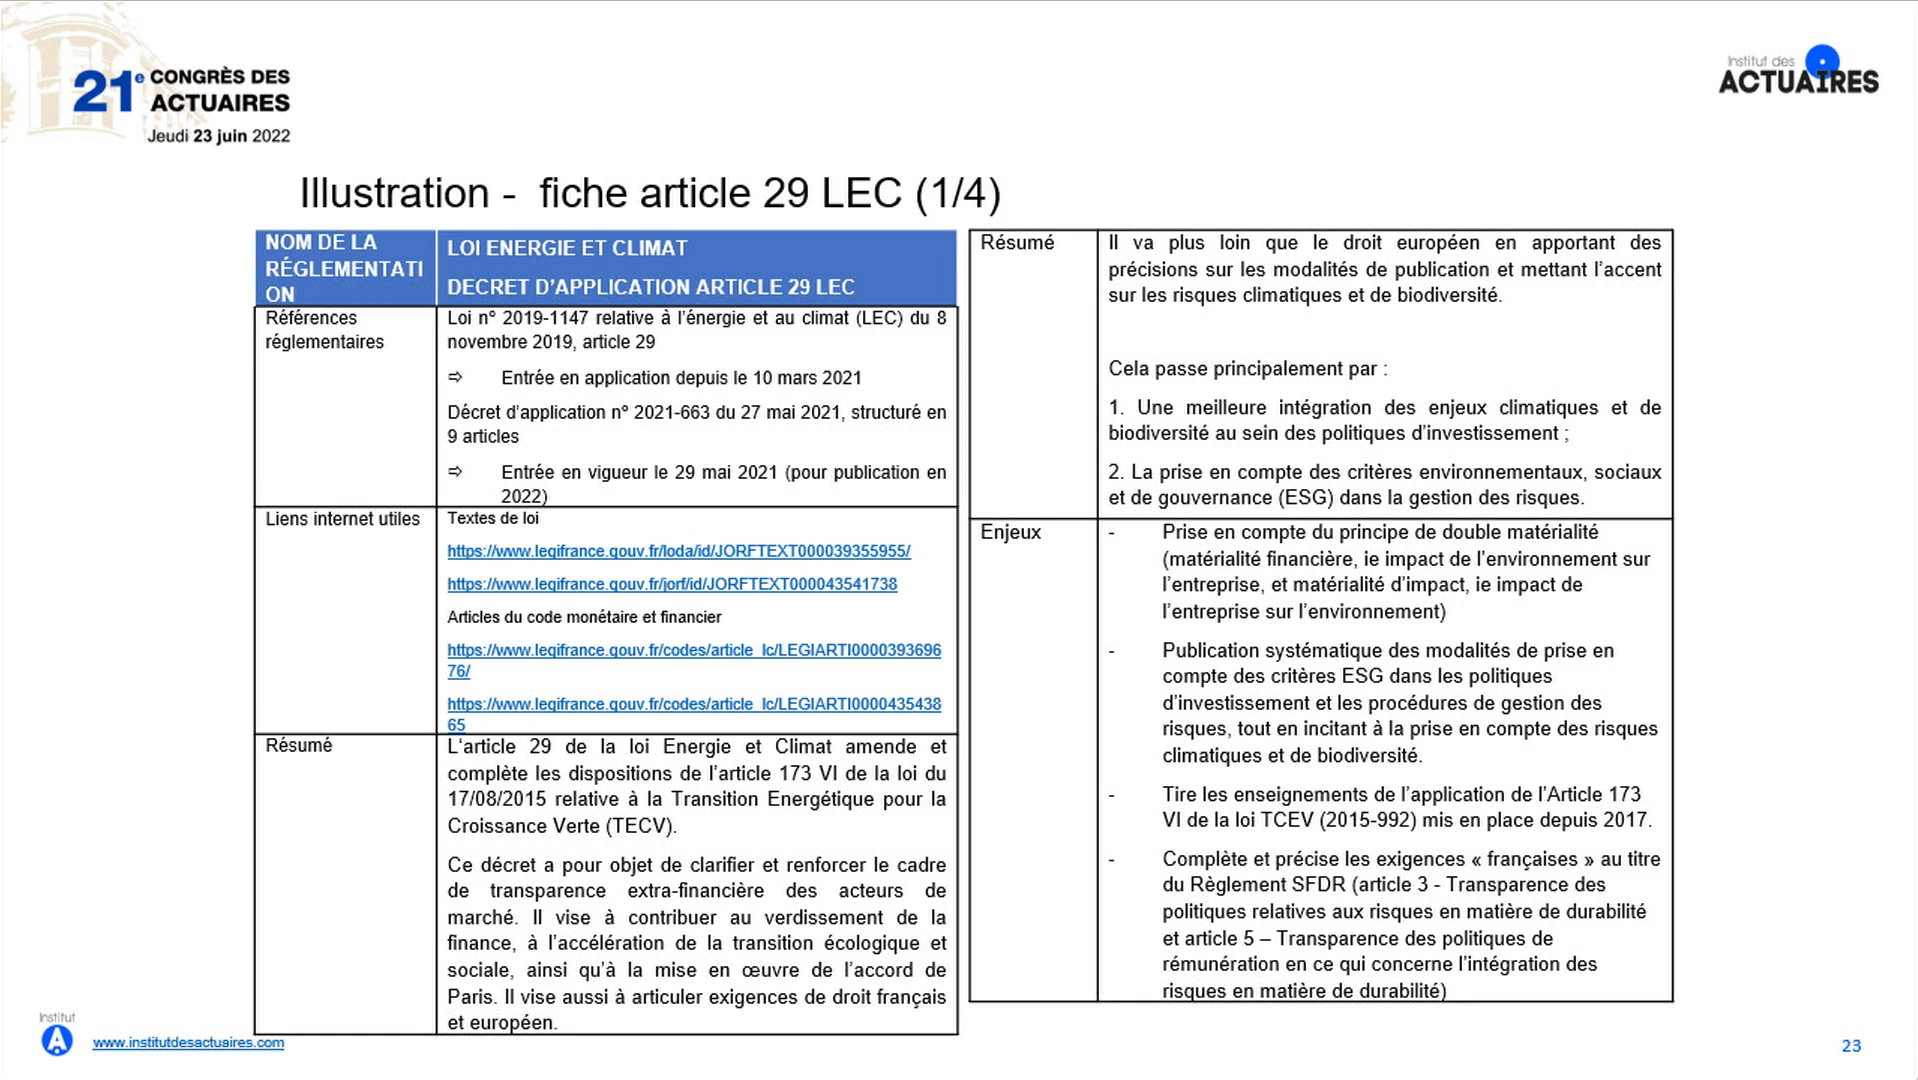 21e CONGRÈS DES
ACTUAIRES
Jeudi 23 juin 2022
Institut des
ACTUAIRES
Illustration - fiche article 29 LEC (1/4)
NOM DE LA
RÉGLEMENTATI
ON
LOI ENERGIE ET CLIMAT
DECRET D’APPLICATION ARTICLE 29 LEC
Références
réglementaires
Loi n° 2019-1147 relative à l’énergie et au climat (LEC) du 8
novembre 2019, article 29
⇨ Entrée en application depuis le 10 mars 2021
Décret d’application n° 2021-663 du 27 mai 2021, structuré en
9 articles
⇨ Entrée en vigueur le 29 mai 2021 (pour publication en
2022)
Liens internet utiles
Textes de loi
https://www.legifrance.gouv.fr/loda/id/JORFTEXT000039355955/
https://www.legifrance.gouv.fr/jorf/id/JORFTEXT000043541738
Articles du code monétaire et financier
https://www.legifrance.gouv.fr/codes/article_lc/LEGIARTI0000393696
76/
https://www.legifrance.gouv.fr/codes/article_lc/LEGIARTI0000435438
65
Résumé
L’article 29 de la loi Energie et Climat amende et
complète les dispositions de l’article 173 VI de la loi du
17/08/2015 relative à la Transition Energétique pour la
Croissance Verte (TECV).
Ce décret a pour objet de clarifier et renforcer le cadre
de transparence extra-financière des acteurs de
marché. Il vise à contribuer au verdissement de la
finance, à l’accélération de la transition écologique et
sociale, ainsi qu’à la mise en œuvre de l’accord de
Paris. Il vise aussi à articuler exigences de droit français
et européen.
Résumé
Il va plus loin que le droit européen en apportant des
précisions sur les modalités de publication et mettant l’accent
sur les risques climatiques et de biodiversité.
Cela passe principalement par :
1. Une meilleure intégration des enjeux climatiques et de
biodiversité au sein des politiques d’investissement ;
2. La prise en compte des critères environnementaux, sociaux
et de gouvernance (ESG) dans la gestion des risques.
Enjeux
- Prise en compte du principe de double matérialité
(matérialité financière, ie impact de l’environnement sur
l’entreprise, et matérialité d’impact, ie impact de
l’entreprise sur l’environnement)
- Publication systématique des modalités de prise en
compte des critères ESG dans les politiques
d’investissement et les procédures de gestion des
risques, tout en incitant à la prise en compte des risques
climatiques et de biodiversité.
- Tire les enseignements de l’application de l’Article 173
VI de la loi TCEV (2015-992) mis en place depuis 2017.
- Complète et précise les exigences « françaises » au titre
du Règlement SFDR (article 3 - Transparence des
politiques relatives aux risques en matière de durabilité
et article 5 – Transparence des politiques de
rémunération en ce qui concerne l’intégration des
risques en matière de durabilité)
Institut
A
www.institutdesactuaires.com
23